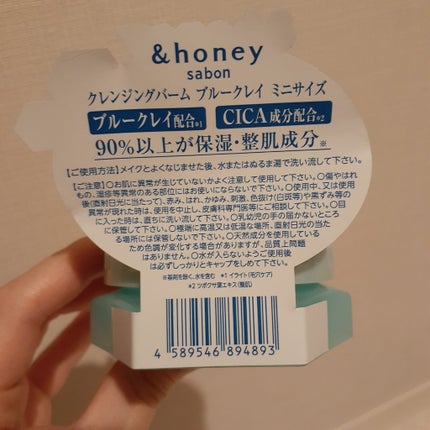 &honey
sabon
クレンジングバーム ブルークレイ ミニサイズ
ブルークレイ配合※1 CICA成分配合※2
90%以上が保湿・整肌成分※
【ご使用方法】メイクとよくなじませた後、水またはぬるま湯で洗い流して下さい。
【ご注意】○お肌に異常が生じていないかよく注意して使用して下さい。○傷やはれ
もの、湿疹等異常のある部位にはお使いにならないで下さい。○使用中、又は使用
後(直射日光に当たって)、赤み、はれ、かゆみ、刺激、色抜け(白斑等)や黒ずみ等の
異常が現れた時は、使用を中止し、皮膚科専門医等にご相談して下さい。○目
に入った時は、直ちに洗い流して下さい。○乳幼児の手の届かないところ
に保管して下さい。○極端に高温又は低温な場所、直射日光の当た
る場所には保管しないで下さい。○天然成分を使用している
ため色調が変化する場合がありますが、品質上問題
はありません。○水が入らないようご使用後
は必ずしっかりとキャップをしめて下さい。
※基剤を除く、水を含む ※1 イライト(毛穴ケア)
※2 ツボクサ葉エキス(整肌)
4 589546 894893